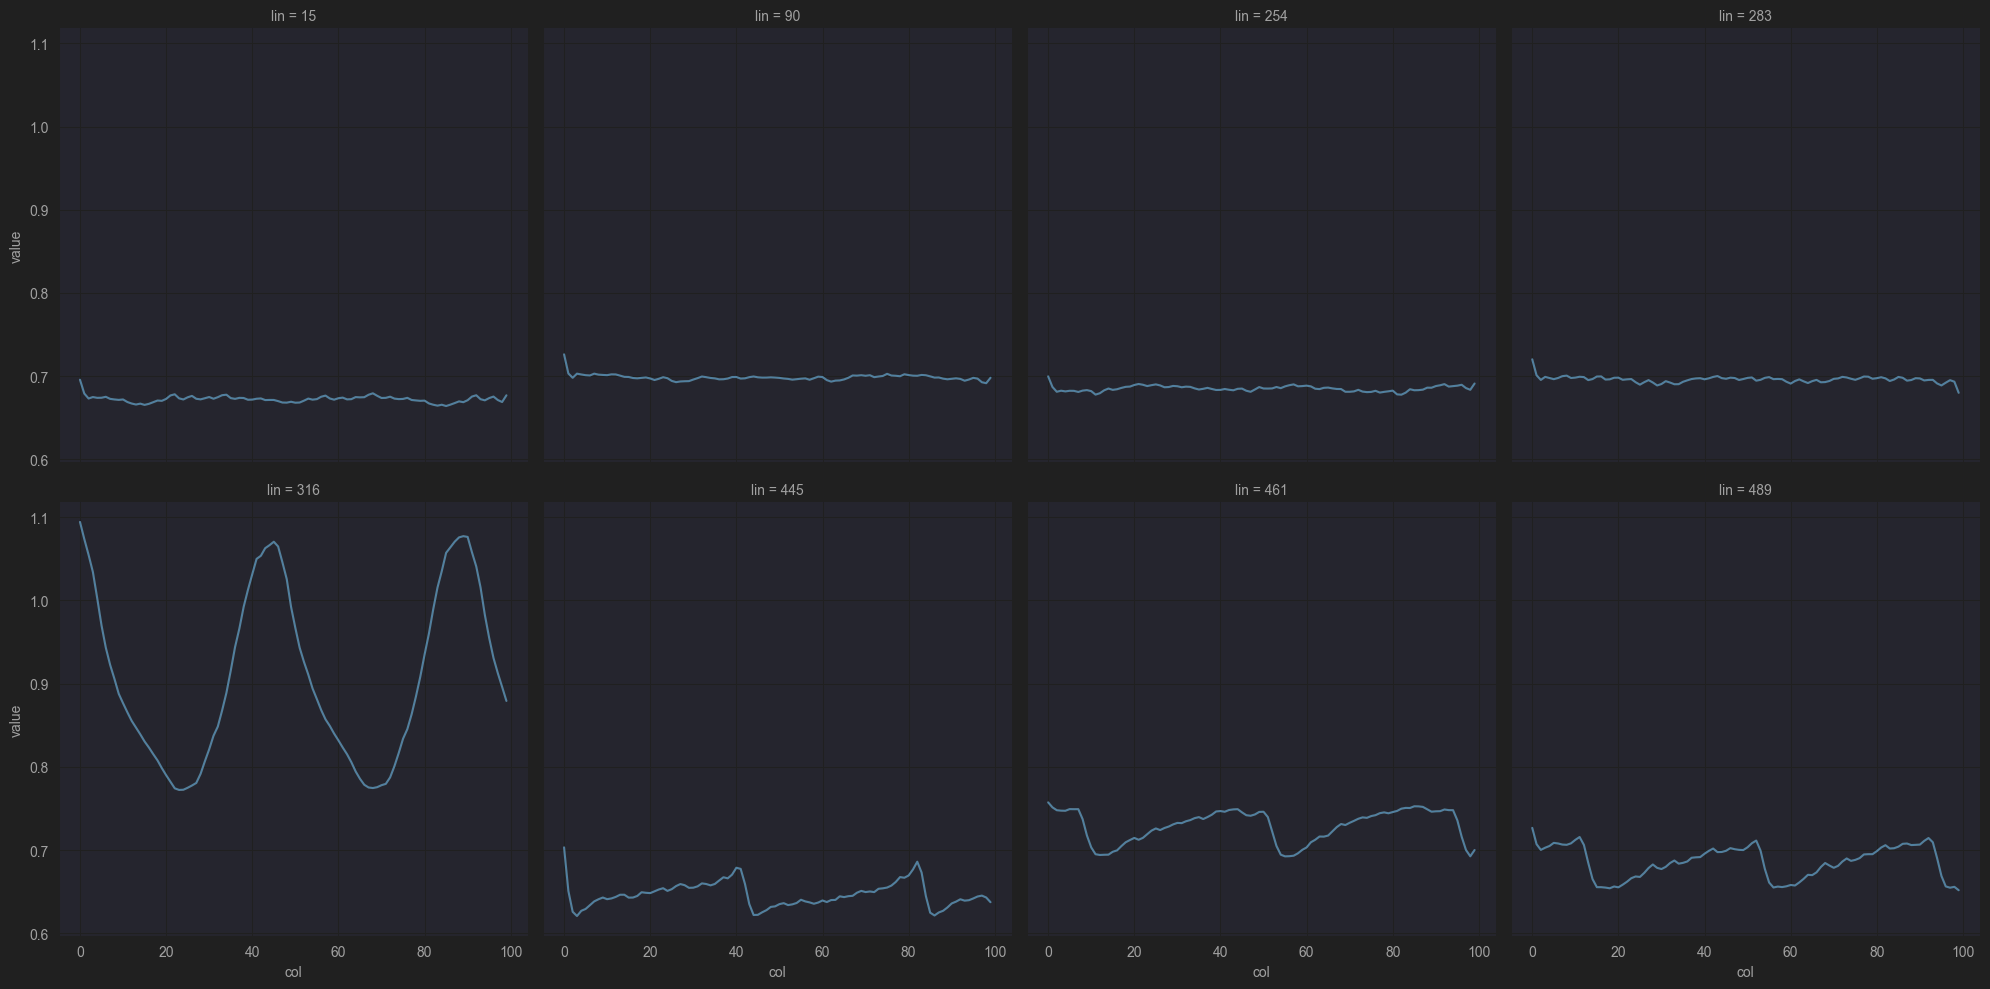 lin = 15
lin = 90
lin = 254
lin = 283
1.1
1.0
0.9
0.8
0.7
0.6
value
lin = 316
lin = 445
lin = 461
lin = 489
1.1
1.0
0.9
0.8
0.7
0.6
value
0 20 40 60 80 100
0 20 40 60 80 100
0 20 40 60 80 100
0 20 40 60 80 100
col
col
col
col